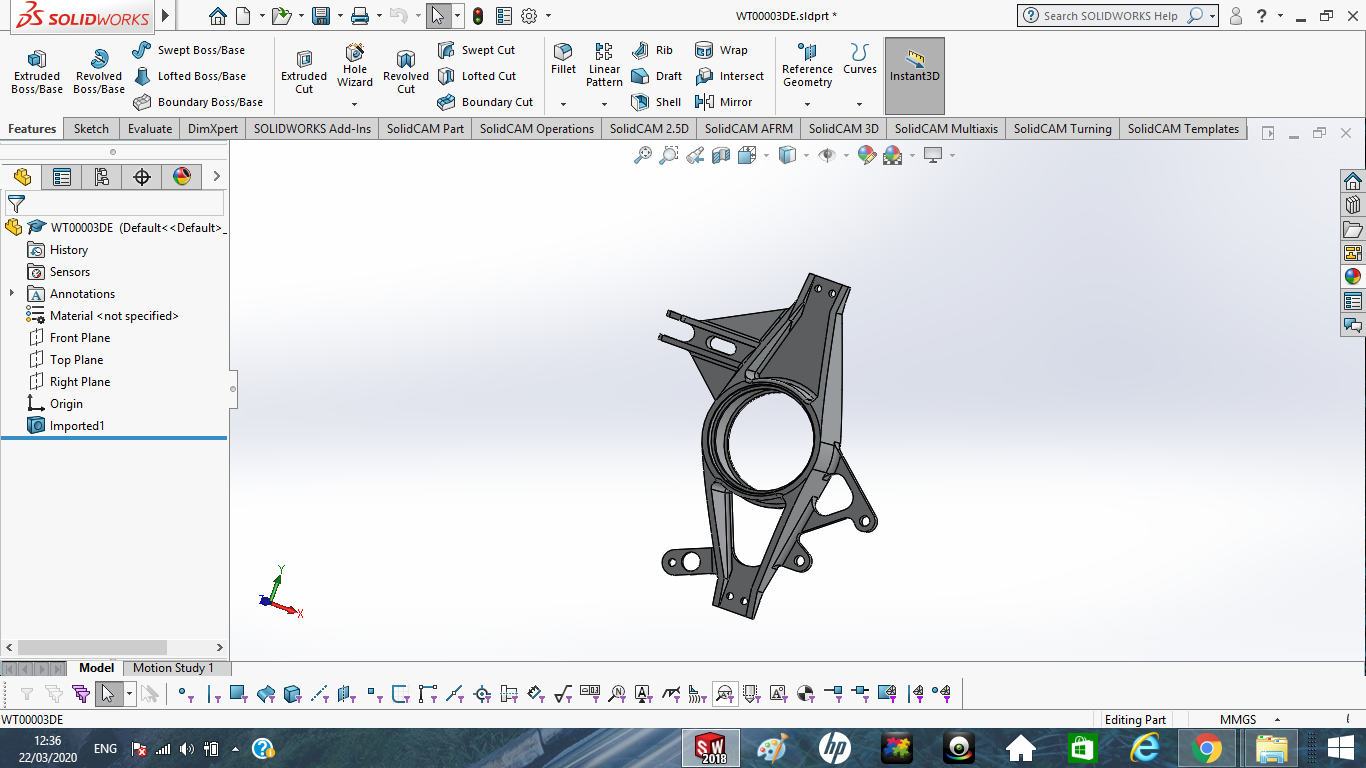 SOLIDWORKS
WT00003DE.sldprt *
Search SOLIDWORKS Help
Extruded Boss/Base
Revolved Boss/Base
Swept Boss/Base
Lofted Boss/Base
Boundary Boss/Base
Extruded Cut
Hole Wizard
Revolved Cut
Swept Cut
Lofted Cut
Boundary Cut
Fillet
Linear Pattern
Rib
Draft
Shell
Wrap
Intersect
Mirror
Reference Geometry
Curves
Instant3D
Features Sketch Evaluate DimXpert SOLIDWORKS Add-Ins SolidCAM Part SolidCAM Operations SolidCAM 2.5D SolidCAM AFRM SolidCAM 3D SolidCAM Multiaxis SolidCAM Turning SolidCAM Templates
WT00003DE (Default<<Default>_
History
Sensors
Annotations
Material <not specified>
Front Plane
Top Plane
Right Plane
Origin
Imported1
Y
Z
X
Model Motion Study 1
WT00003DE
Editing Part
MMGS
12:36
22/03/2020
ENG
SW
2018
hp